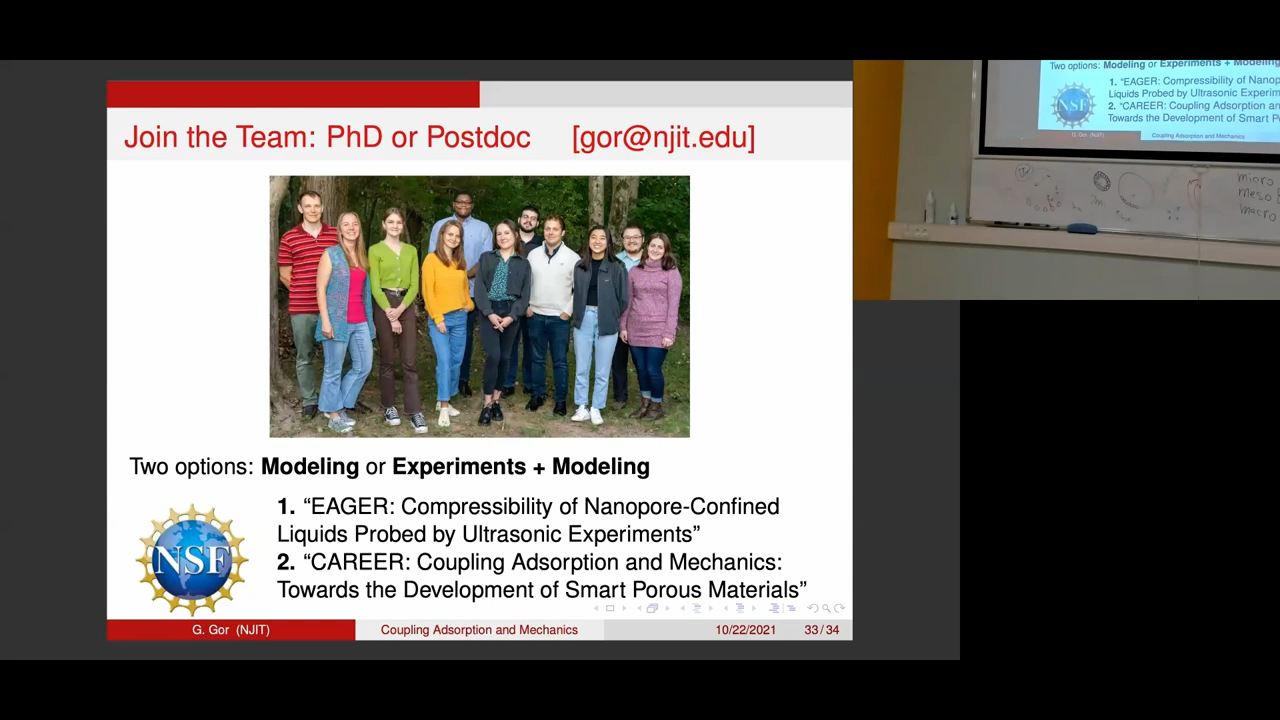 Join the Team: PhD or Postdoc [gor@njit.edu]
Two options: Modeling or Experiments + Modeling
1. “EAGER: Compressibility of Nanopore-Confined
Liquids Probed by Ultrasonic Experiments”
2. “CAREER: Coupling Adsorption and Mechanics:
Towards the Development of Smart Porous Materials”
NSF
G. Gor (NJIT) Coupling Adsorption and Mechanics 10/22/2021 33/34
Two options: Modeling or Experiments + Modeling
1. “EAGER: Compressibility of Nanop
Liquids Probed by Ultrasonic Experim
2. “CAREER: Coupling Adsorption an
Towards the Development of Smart P
NSF
G. Gor (NJIT) Coupling Adsorption and Mechanics
micro
meso
macro